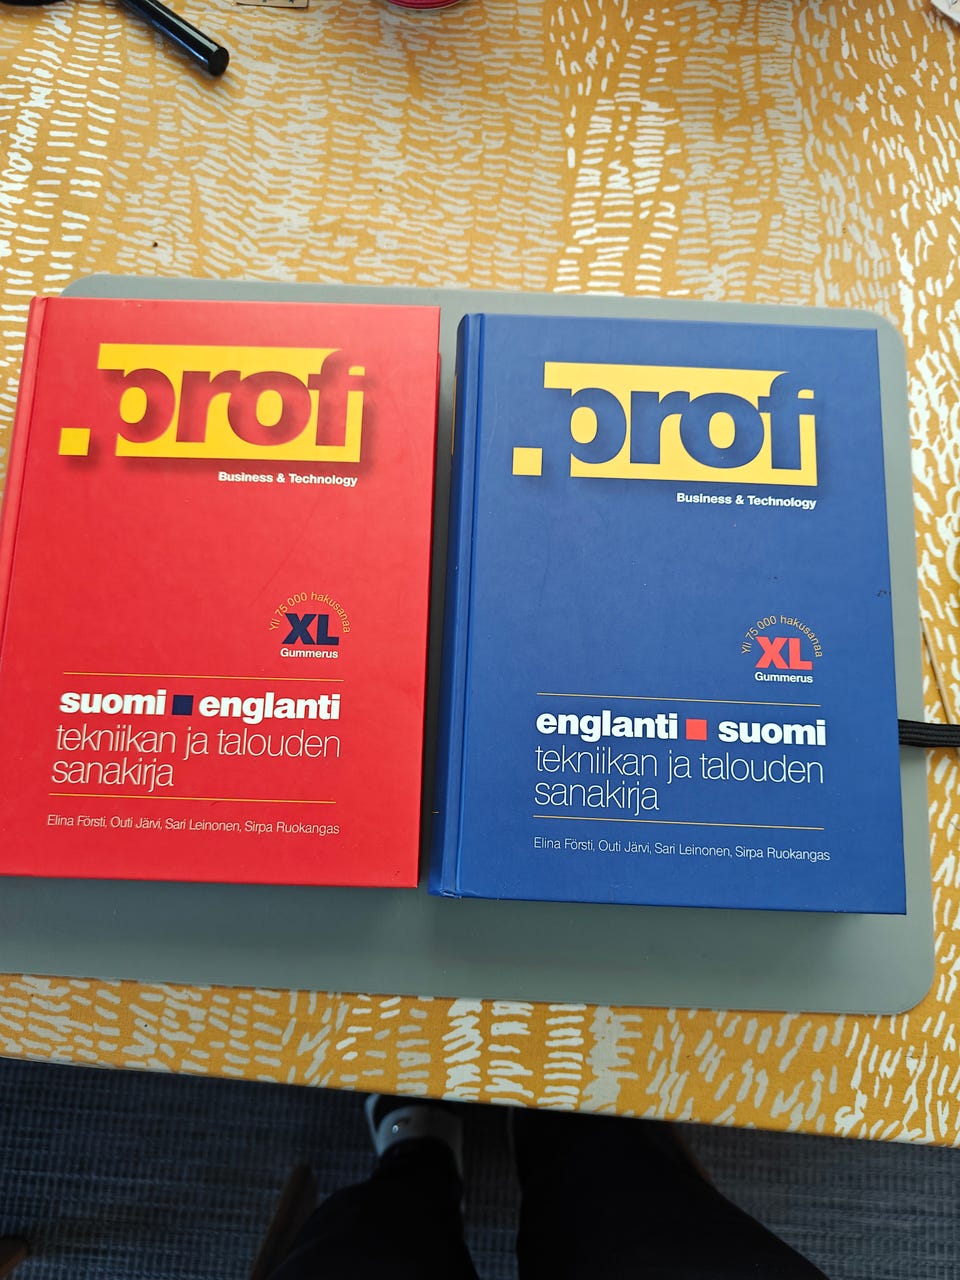 .profi
Business & Technology
Yli 75 000 hakusanaa
XL
Gummerus
suomi englanti
tekniikan ja talouden
sanakirja
Elina Försti, Outi Järvi, Sari Leinonen, Sirpa Ruokangas
.profi
Business & Technology
Yli 75 000 hakusanaa
XL
Gummerus
englanti suomi
tekniikan ja talouden
sanakirja
Elina Försti, Outi Järvi, Sari Leinonen, Sirpa Ruokangas